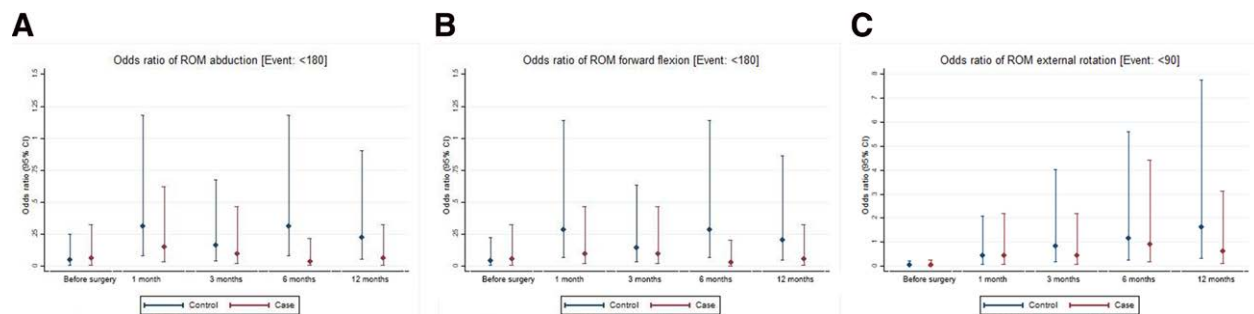 A
Odds ratio of ROM abduction [Event: <180]
Odds ratio (95% CI)
1.5
1.25
1
.75
.5
.25
0
Before surgery 1 month 3 months 6 months 12 months
Control Case
B
Odds ratio of ROM forward flexion [Event: <180]
Odds ratio (95% CI)
1.5
1.25
1
.75
.5
.25
0
Before surgery 1 month 3 months 6 months 12 months
Control Case
C
Odds ratio of ROM external rotation [Event: <90]
Odds ratio (95% CI)
8
7
6
5
4
3
2
1
0
Before surgery 1 month 3 months 6 months 12 months
Control Case